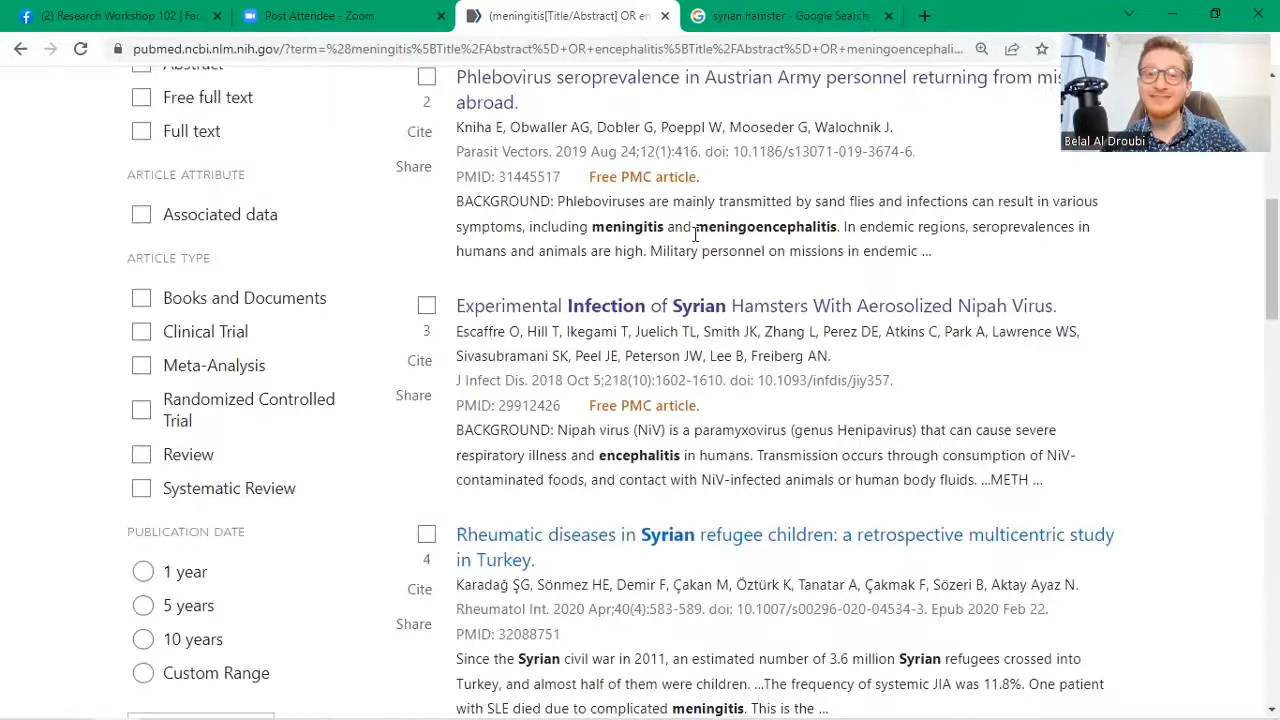 (2) Research Workshop 102 | Fac
Post Attendee - Zoom
(meningitis[Title/Abstract] OR en
syrian hamster - Google Search
pubmed.ncbi.nlm.nih.gov/?term=%28meningitis%5BTitle%2FAbstract%5D+OR+encephalitis%5BTitle%2FAbstract%5D+OR+meningoencephali...
Belal Al Droubi
Abstract
Free full text
Full text
ARTICLE ATTRIBUTE
Associated data
ARTICLE TYPE
Books and Documents
Clinical Trial
Meta-Analysis
Randomized Controlled
Trial
Review
Systematic Review
PUBLICATION DATE
1 year
5 years
10 years
Custom Range
2
Cite
Share
Phlebovirus seroprevalence in Austrian Army personnel returning from mis
abroad.
Kniha E, Obwaller AG, Dobler G, Poeppl W, Mooseder G, Walochnik J.
Parasit Vectors. 2019 Aug 24;12(1):416. doi: 10.1186/s13071-019-3674-6.
PMID: 31445517 Free PMC article.
BACKGROUND: Phleboviruses are mainly transmitted by sand flies and infections can result in various
symptoms, including meningitis and meningoencephalitis. In endemic regions, seroprevalences in
humans and animals are high. Military personnel on missions in endemic ...
3
Cite
Share
Experimental Infection of Syrian Hamsters With Aerosolized Nipah Virus.
Escaffre O, Hill T, Ikegami T, Juelich TL, Smith JK, Zhang L, Perez DE, Atkins C, Park A, Lawrence WS,
Sivasubramani SK, Peel JE, Peterson JW, Lee B, Freiberg AN.
J Infect Dis. 2018 Oct 5;218(10):1602-1610. doi: 10.1093/infdis/jiy357.
PMID: 29912426 Free PMC article.
BACKGROUND: Nipah virus (NiV) is a paramyxovirus (genus Henipavirus) that can cause severe
respiratory illness and encephalitis in humans. Transmission occurs through consumption of NiV-
contaminated foods, and contact with NiV-infected animals or human body fluids. ...METH ...
4
Cite
Share
Rheumatic diseases in Syrian refugee children: a retrospective multicentric study
in Turkey.
Karadağ ŞG, Sönmez HE, Demir F, Çakan M, Öztürk K, Tanatar A, Çakmak F, Sözeri B, Aktay Ayaz N.
Rheumatol Int. 2020 Apr;40(4):583-589. doi: 10.1007/s00296-020-04534-3. Epub 2020 Feb 22.
PMID: 32088751
Since the Syrian civil war in 2011, an estimated number of 3.6 million Syrian refugees crossed into
Turkey, and almost half of them were children. ...The frequency of systemic JIA was 11.8%. One patient
with SLE died due to complicated meningitis. This is the ...